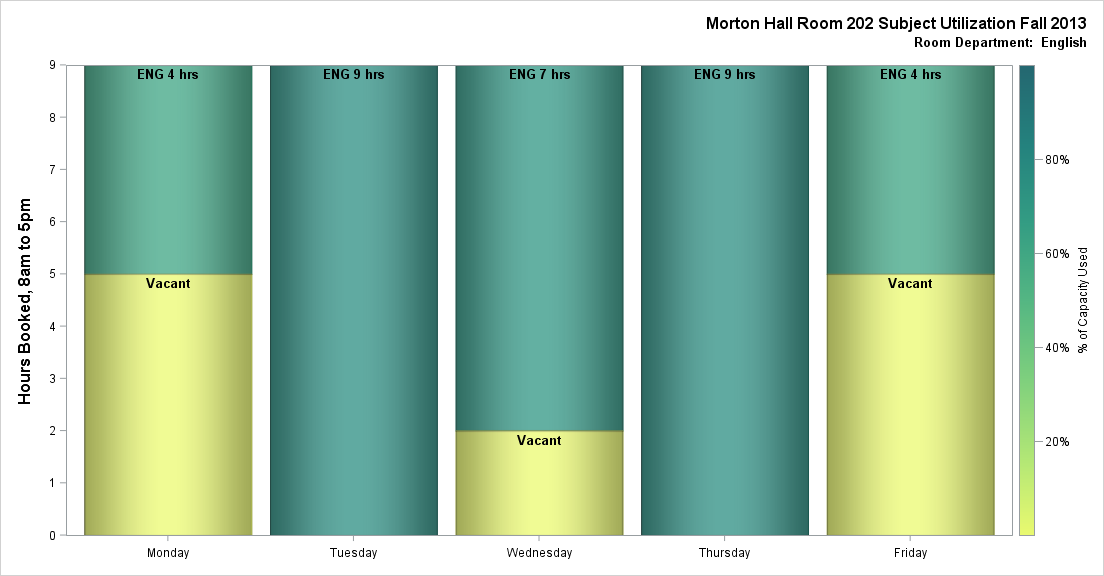 Morton Hall Room 202 Subject Utilization Fall 2013
Room Department: English
Hours Booked, 8am to 5pm
9
8
7
6
5
4
3
2
1
0
ENG 4 hrs
ENG 9 hrs
ENG 7 hrs
ENG 9 hrs
ENG 4 hrs
Vacant
Vacant
Vacant
Monday
Tuesday
Wednesday
Thursday
Friday
80%
60%
40%
20%
% of Capacity Used